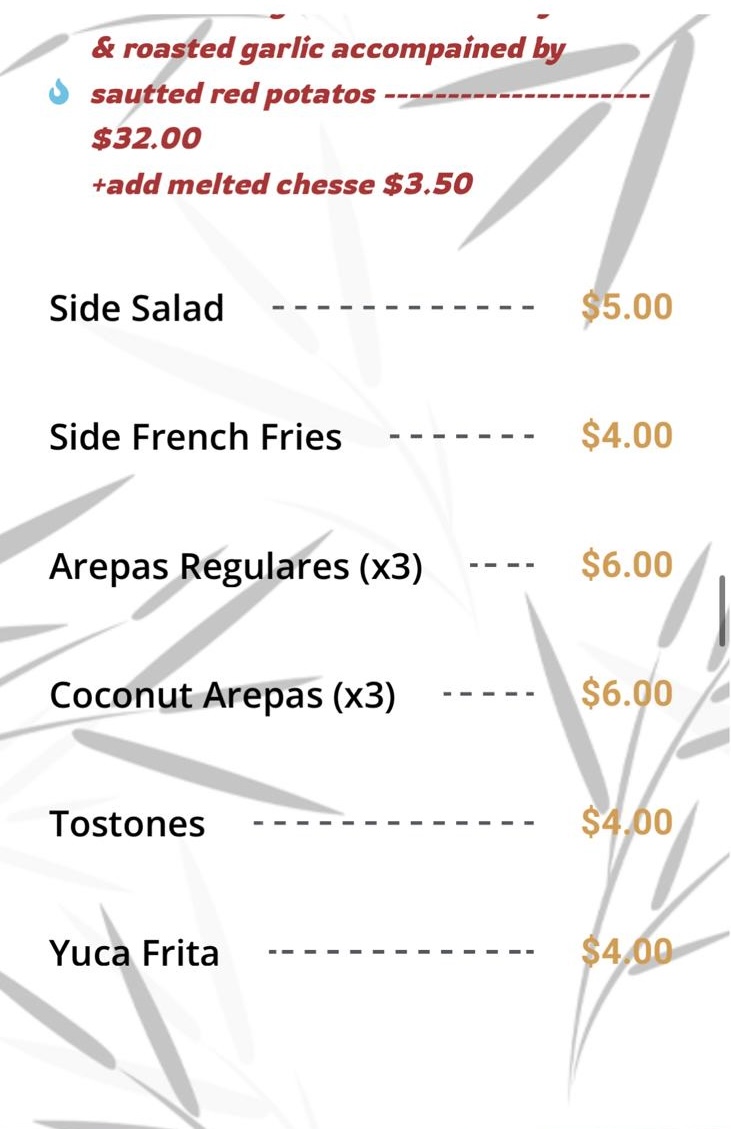 & roasted garlic accompained by
sautted red potatos ---------------------
$32.00
+add melted chesse $3.50
Side Salad ------------ $5.00
Side French Fries ------- $4.00
Arepas Regulares (x3) ---- $6.00
Coconut Arepas (x3) ----- $6.00
Tostones ------------- $4.00
Yuca Frita ------------- $4.00